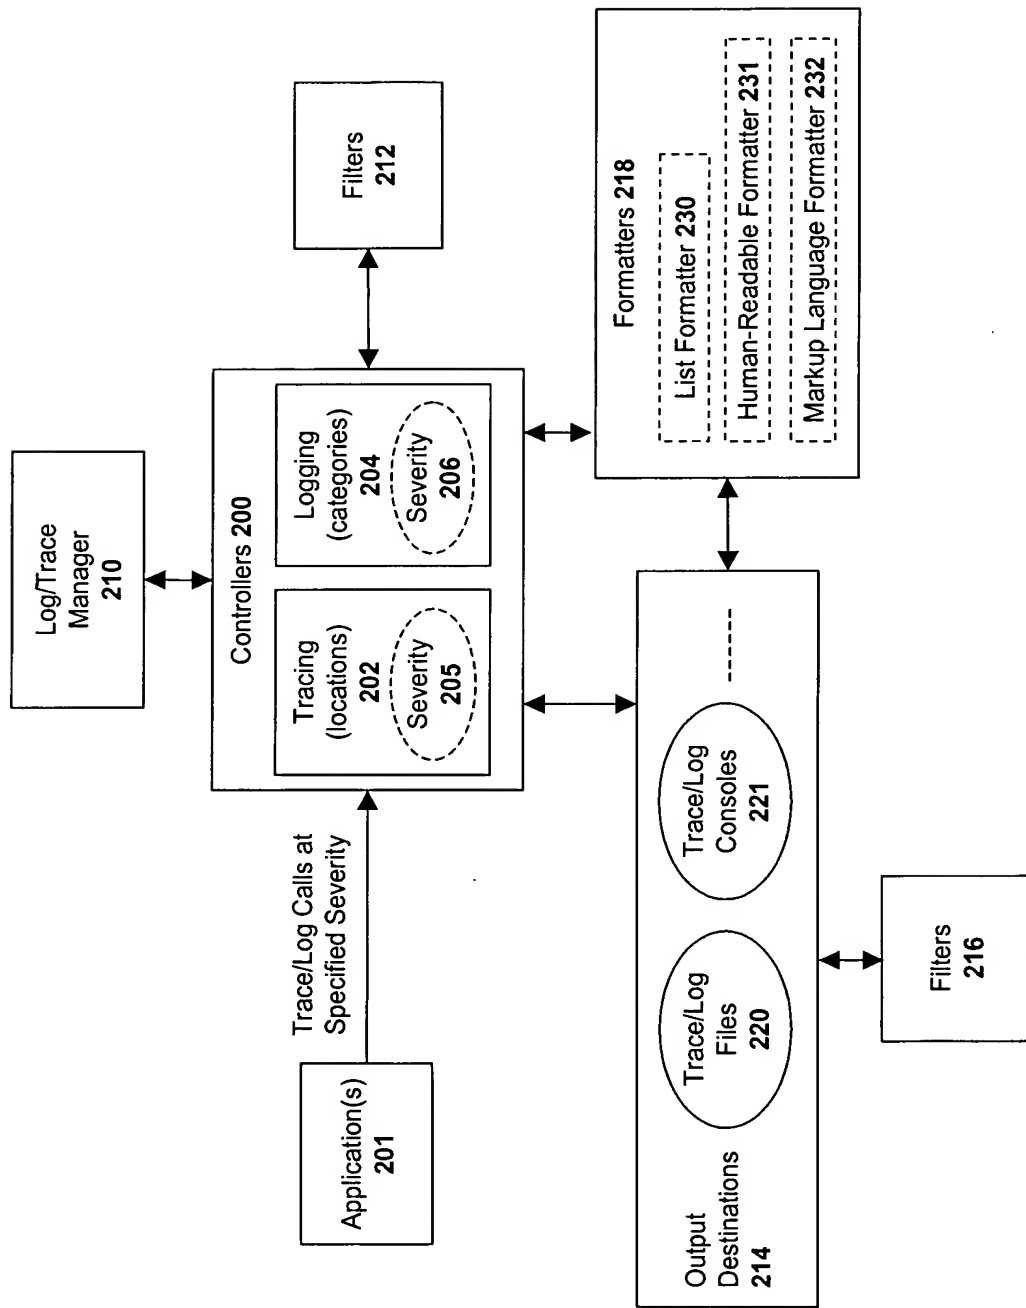 Log/Trace
Manager
210
Controllers 200
Tracing
(locations)
202
Severity
205
Logging
(categories)
204
Severity
206
Filters
212
Trace/Log Calls at
Specified Severity
Application(s)
201
Formatters 218
List Formatter 230
Human-Readable Formatter 231
Markup Language Formatter 232
Output
Destinations
214
Trace/Log
Files
220
Trace/Log
Consoles
221
Filters
216